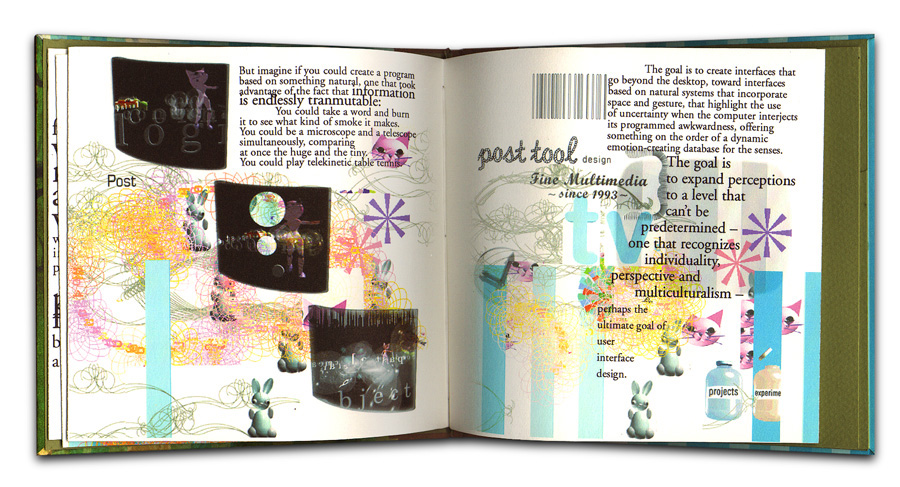 But imagine if you could create a program
based on something natural, one that took
advantage of the fact that information
is endlessly tranmutable:
You could take a word and burn
it to see what kind of smoke it makes.
You could be a microscope and a telescope
simultaneously, comparing
at once the huge and the tiny.
You could play telekinetic table tennis.
logi
Post
bject
The goal is to create interfaces that
go beyond the desktop, toward interfaces
based on natural systems that incorporate
space and gesture, that highlight the use
of uncertainty when the computer interjects
its programmed awkwardness, offering
something on the order of a dynamic
emotion-creating database for the senses.
post tool design
Fine Multimedia
~since 1993~
tv
The goal is
to expand perceptions
to a level that
can't be
predetermined –
one that recognizes
individuality,
perspective and
multiculturalism –
perhaps the
ultimate goal of
user
interface
design.
projects
experime